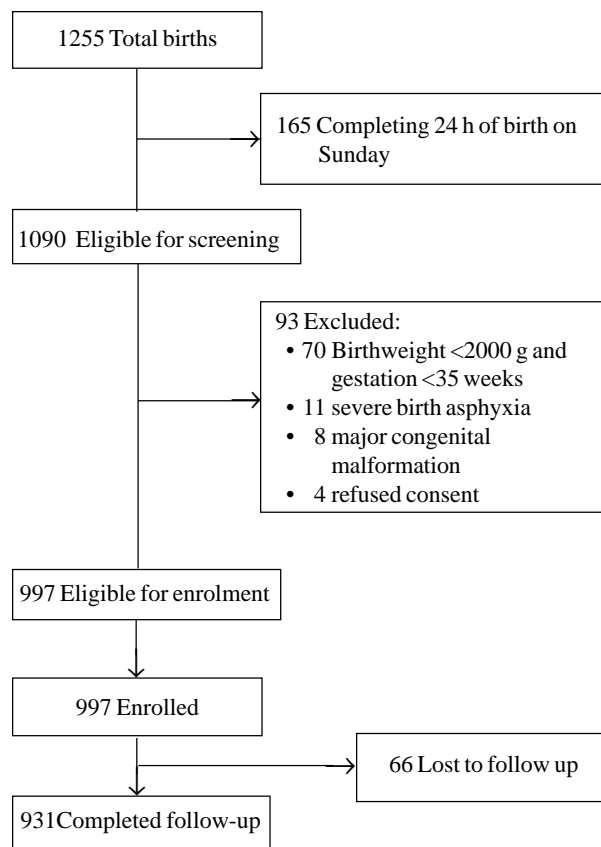 1255 Total births
165 Completing 24 h of birth on
Sunday
1090 Eligible for screening
93 Excluded:
• 70 Birthweight <2000 g and
gestation <35 weeks
• 11 severe birth asphyxia
• 8 major congenital
malformation
• 4 refused consent
997 Eligible for enrolment
997 Enrolled
66 Lost to follow up
931Completed follow-up